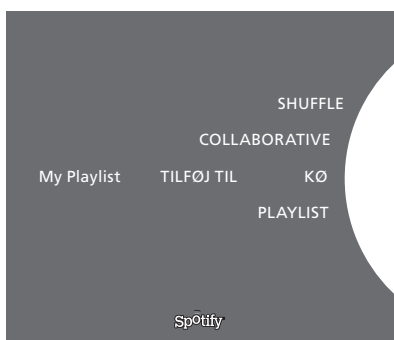 SHUFFLE
COLLABORATIVE
My Playlist TILFØJ TIL KØ
PLAYLIST
Spotify